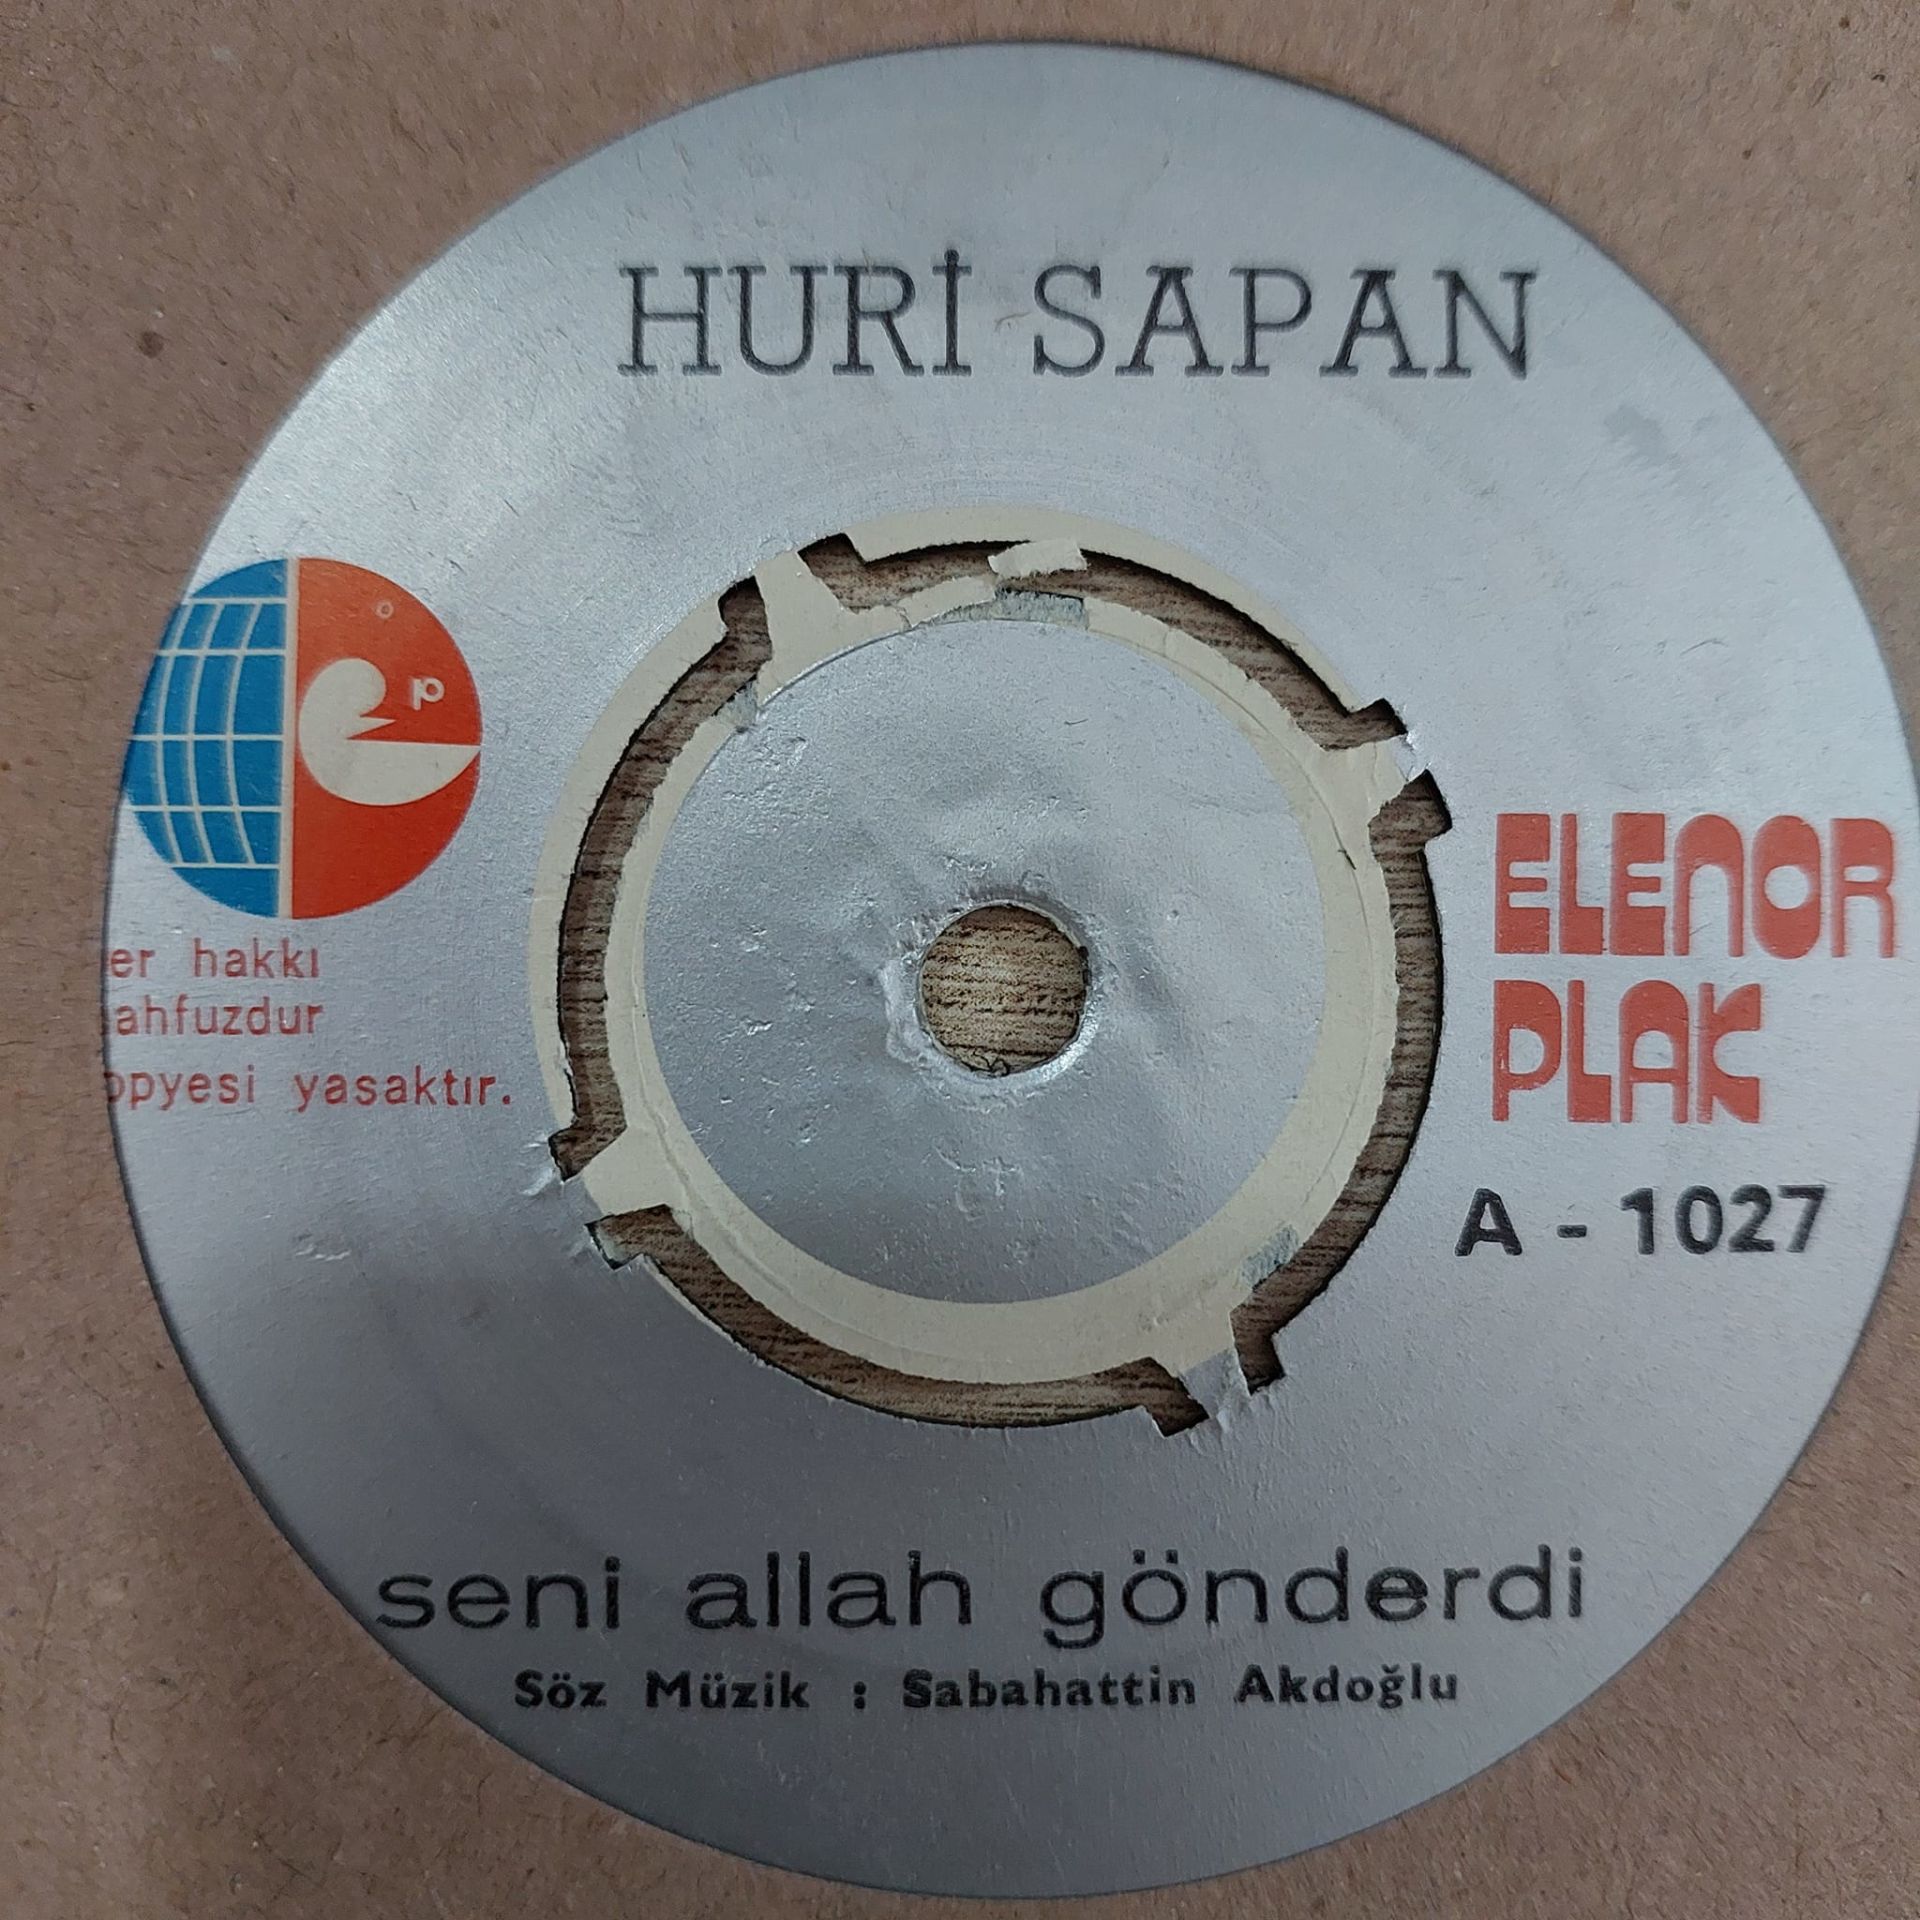 HURİ SAPAN
o
p
er hakkı
ahfuzdur
opyesi yasaktır.
ELENOR
PLAK
A - 1027
seni allah gönderdi
Söz Müzik : Sabahattin Akdoğlu